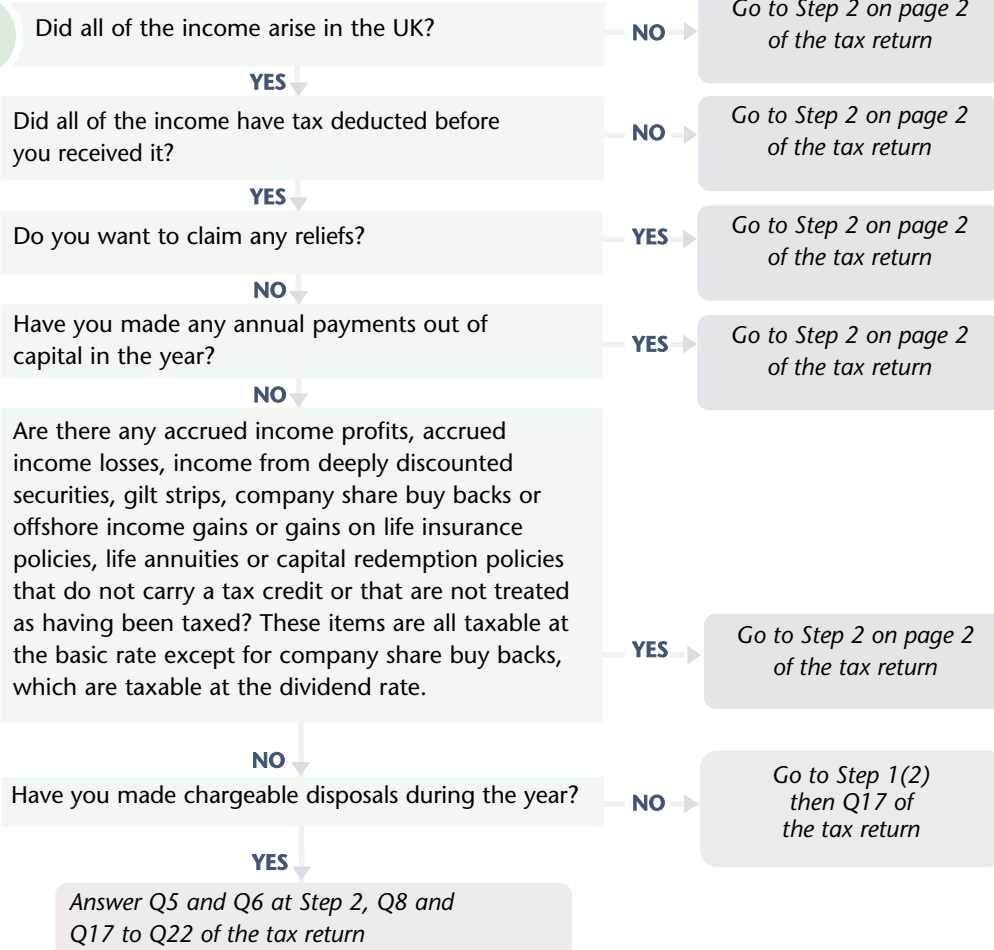 Did all of the income arise in the UK?
NO
Go to Step 2 on page 2
of the tax return
YES
Did all of the income have tax deducted before
you received it?
NO
Go to Step 2 on page 2
of the tax return
YES
Do you want to claim any reliefs?
YES
Go to Step 2 on page 2
of the tax return
NO
Have you made any annual payments out of
capital in the year?
YES
Go to Step 2 on page 2
of the tax return
NO
Are there any accrued income profits, accrued
income losses, income from deeply discounted
securities, gilt strips, company share buy backs or
offshore income gains or gains on life insurance
policies, life annuities or capital redemption policies
that do not carry a tax credit or that are not treated
as having been taxed? These items are all taxable at
the basic rate except for company share buy backs,
which are taxable at the dividend rate.
YES
Go to Step 2 on page 2
of the tax return
NO
Have you made chargeable disposals during the year?
NO
Go to Step 1(2)
then Q17 of
the tax return
YES
Answer Q5 and Q6 at Step 2, Q8 and
Q17 to Q22 of the tax return